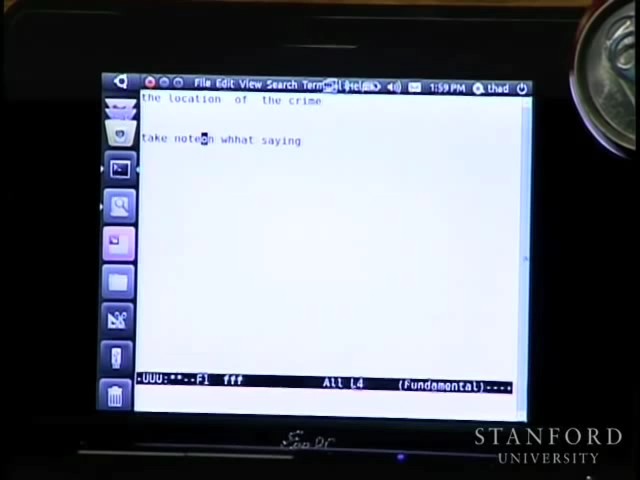 File Edit View Search Terminal Help 1:59 PM thad
the location of the crime
take noteon whhat saying
-UUU:**--F1 fff All L4 (Fundamental)----
STANFORD
UNIVERSITY